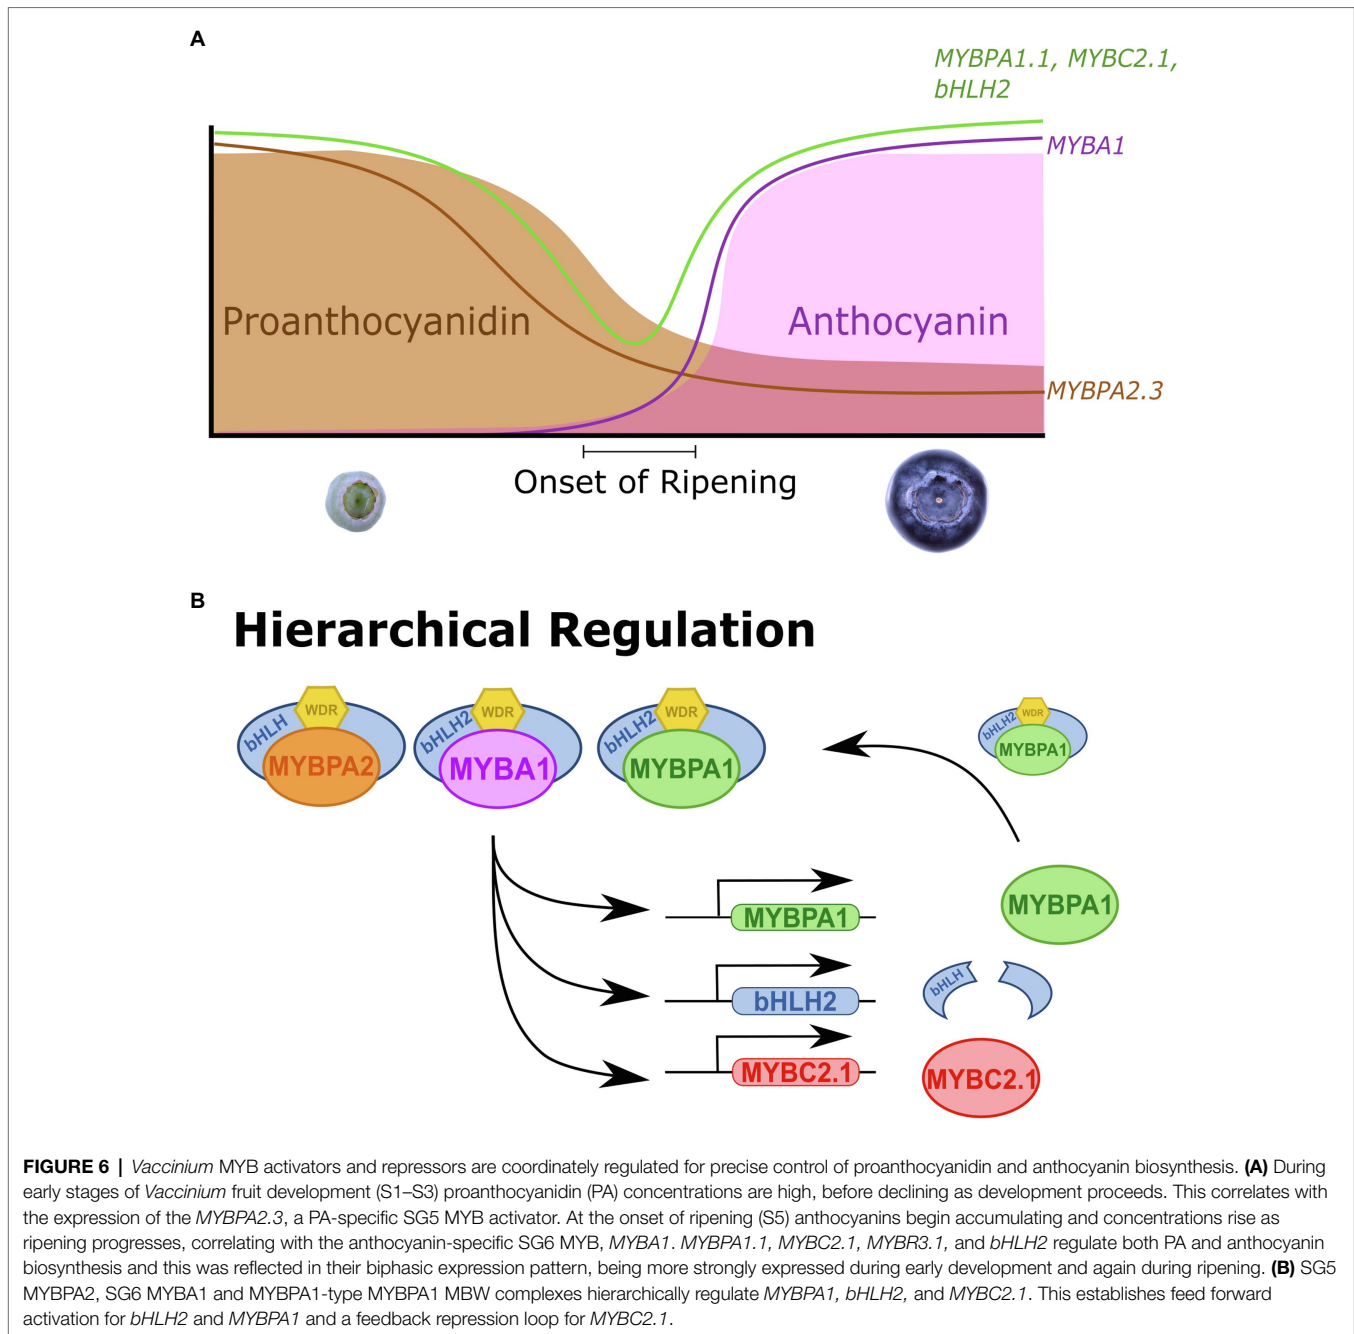 A
MYBPA1.1, MYBC2.1,
bHLH2
MYBA1
Proanthocyanidin
Anthocyanin
MYBPA2.3
Onset of Ripening
B
Hierarchical Regulation
bHLH WDR MYBPA2
bHLH2 WDR MYBA1
bHLH2 WDR MYBPA1
bHLH2 WDR MYBPA1
MYBPA1
MYBPA1
bHLH
bHLH2
MYBC2.1
MYBC2.1
FIGURE 6 | Vaccinium MYB activators and repressors are coordinately regulated for precise control of proanthocyanidin and anthocyanin biosynthesis. (A) During
early stages of Vaccinium fruit development (S1–S3) proanthocyanidin (PA) concentrations are high, before declining as development proceeds. This correlates with
the expression of the MYBPA2.3, a PA-specific SG5 MYB activator. At the onset of ripening (S5) anthocyanins begin accumulating and concentrations rise as
ripening progresses, correlating with the anthocyanin-specific SG6 MYB, MYBA1. MYBPA1.1, MYBC2.1, MYBR3.1, and bHLH2 regulate both PA and anthocyanin
biosynthesis and this was reflected in their biphasic expression pattern, being more strongly expressed during early development and again during ripening. (B) SG5
MYBPA2, SG6 MYBA1 and MYBPA1-type MYBPA1 MBW complexes hierarchically regulate MYBPA1, bHLH2, and MYBC2.1. This establishes feed forward
activation for bHLH2 and MYBPA1 and a feedback repression loop for MYBC2.1.